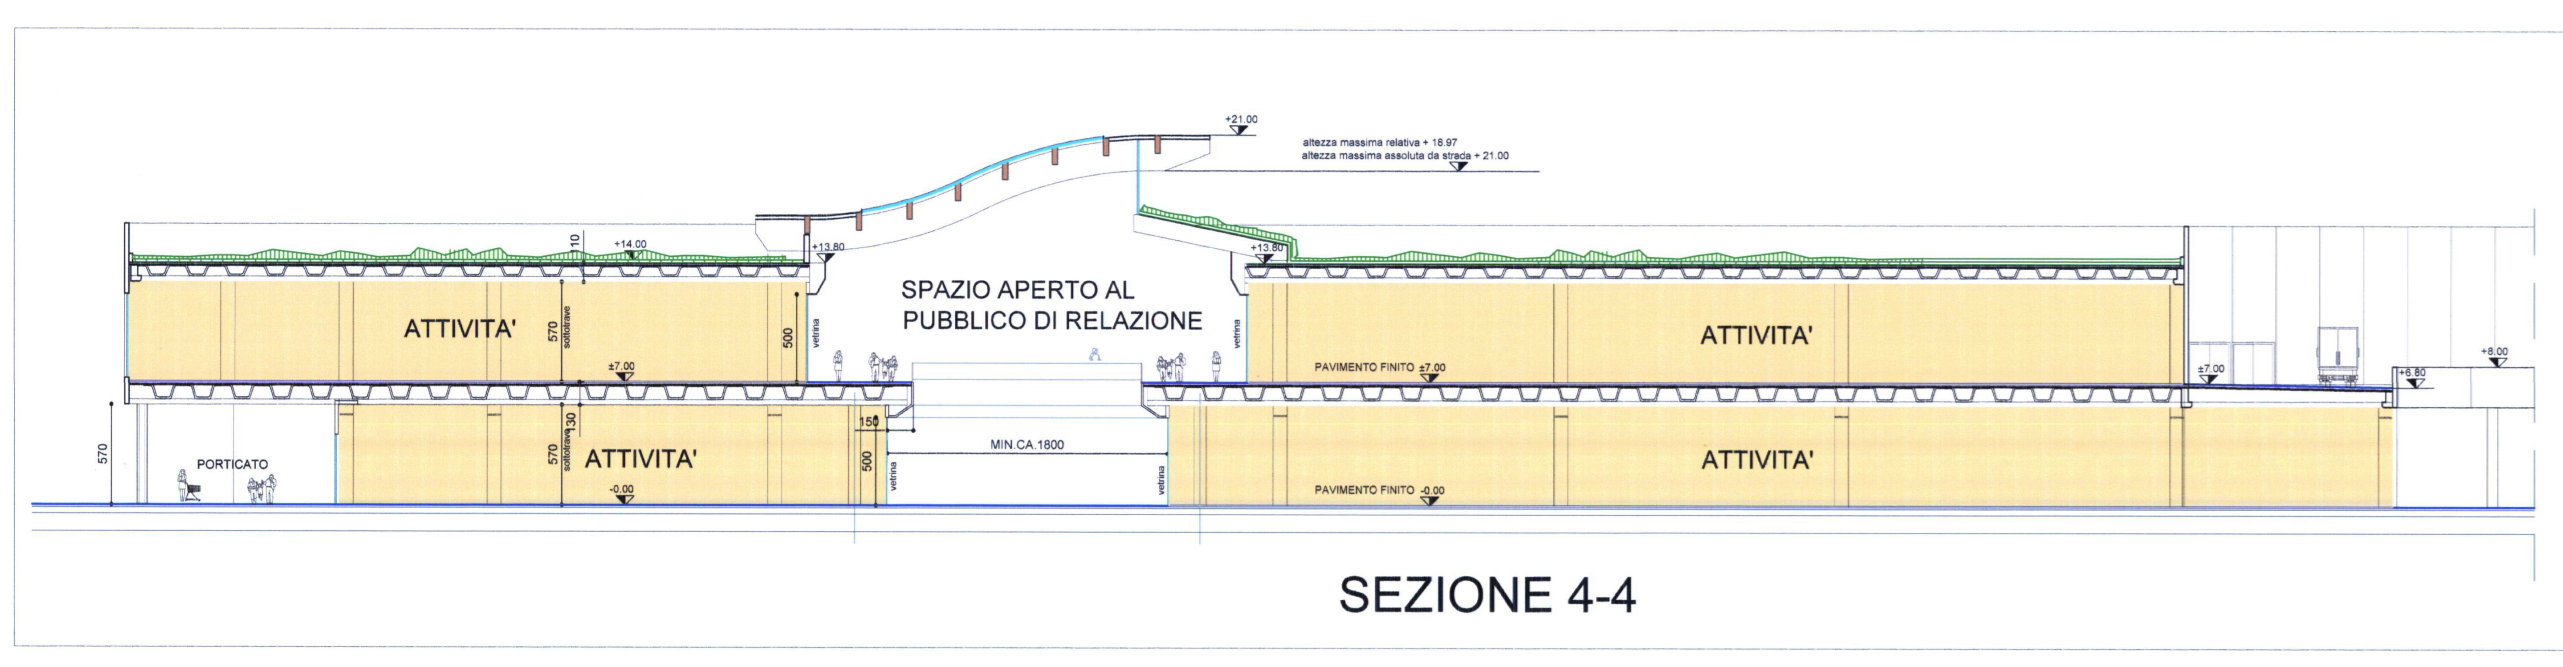 +21.00
altezza massima relativa + 18.97
altezza massima assoluta da strada + 21.00
110
+14.00
+13.80
+13.80
SPAZIO APERTO AL
PUBBLICO DI RELAZIONE
ATTIVITA'
570
sottotrave
500
vetrina
vetrina
ATTIVITA'
±7.00
PAVIMENTO FINITO ±7.00
±7.00
+8.00
+6.80
570
PORTICATO
130
570
sottotrave
ATTIVITA'
150
500
vetrina
MIN.CA.1800
vetrina
ATTIVITA'
-0.00
PAVIMENTO FINITO -0.00
SEZIONE 4-4